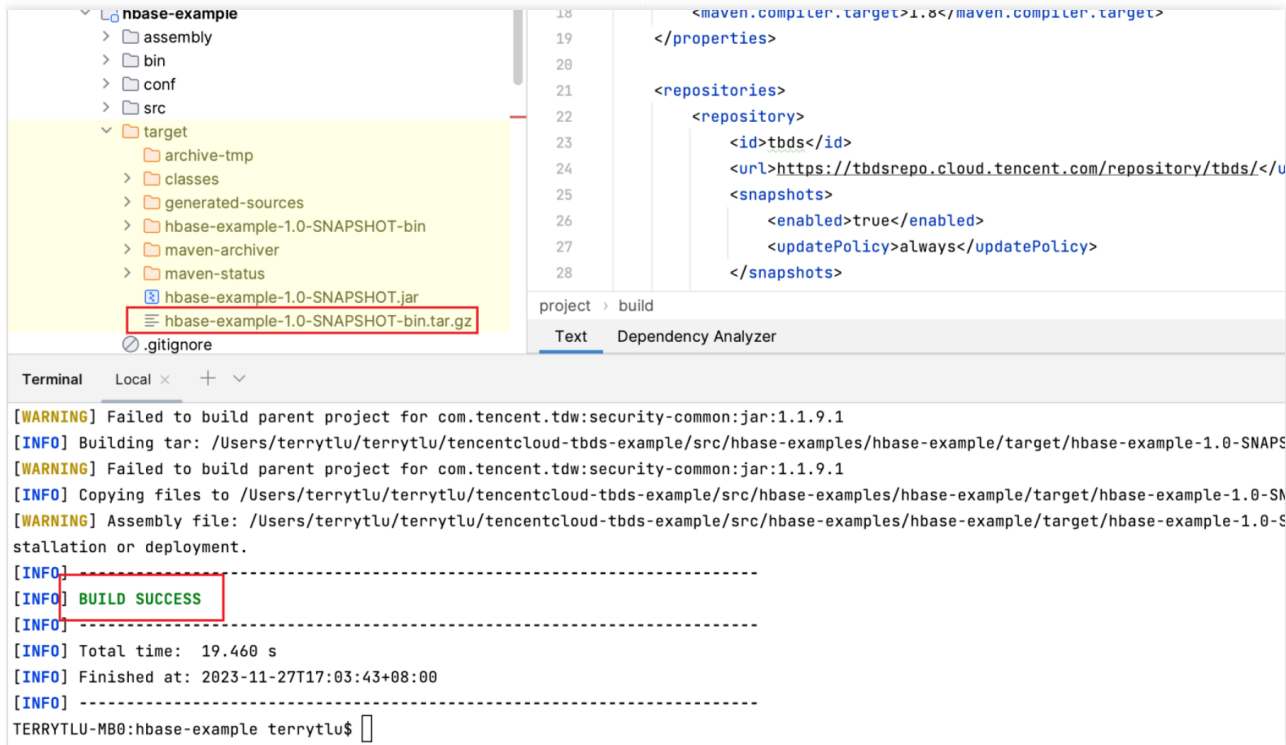 hbase-example
assembly
bin
conf
src
target
archive-tmp
classes
generated-sources
hbase-example-1.0-SNAPSHOT-bin
maven-archiver
maven-status
hbase-example-1.0-SNAPSHOT.jar
hbase-example-1.0-SNAPSHOT-bin.tar.gz
.gitignore
18 <maven.compiler.target>1.8</maven.compiler.target>
19 </properties>
20
21 <repositories>
22 <repository>
23 <id>tbds</id>
24 <url>https://tbdsrepo.cloud.tencent.com/repository/tbds/</u
25 <snapshots>
26 <enabled>true</enabled>
27 <updatePolicy>always</updatePolicy>
28 </snapshots>
project › build
Text Dependency Analyzer
Terminal Local × +
[WARNING] Failed to build parent project for com.tencent.tdw:security-common:jar:1.1.9.1
[INFO] Building tar: /Users/terrytlu/terrytlu/tencentcloud-tbds-example/src/hbase-examples/hbase-example/target/hbase-example-1.0-SNAPS
[WARNING] Failed to build parent project for com.tencent.tdw:security-common:jar:1.1.9.1
[INFO] Copying files to /Users/terrytlu/terrytlu/tencentcloud-tbds-example/src/hbase-examples/hbase-example/target/hbase-example-1.0-SN
[WARNING] Assembly file: /Users/terrytlu/terrytlu/tencentcloud-tbds-example/src/hbase-examples/hbase-example/target/hbase-example-1.0-S
stallation or deployment.
[INFO] ------------------------------------------------------------------------
[INFO] BUILD SUCCESS
[INFO] ------------------------------------------------------------------------
[INFO] Total time:  19.460 s
[INFO] Finished at: 2023-11-27T17:03:43+08:00
[INFO] ------------------------------------------------------------------------
TERRYTLU-MB0:hbase-example terrytlu$